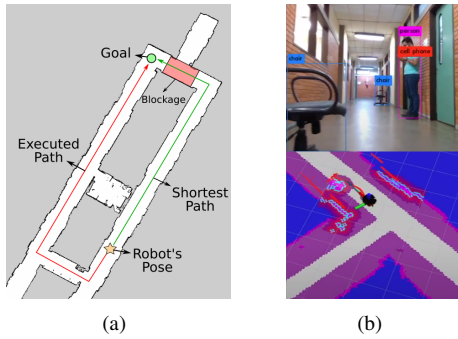 Goal
Blockage
Executed
Path
Shortest
Path
Robot's
Pose
(a)
person
cell phone
chair
chair
(b)